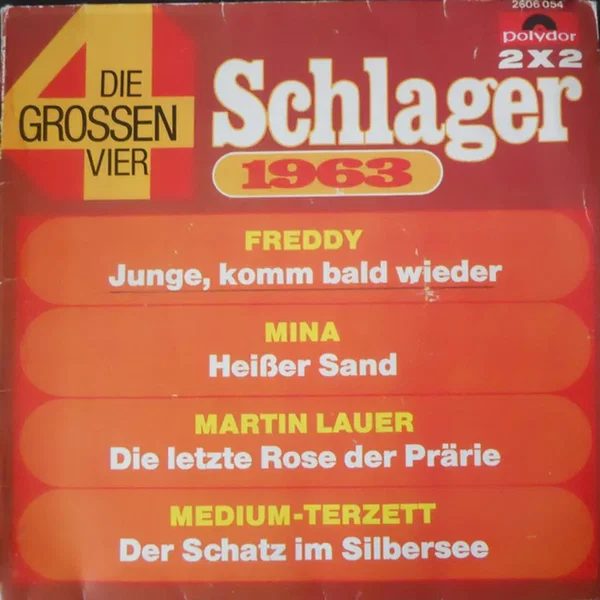 2606 054
polydor
2X2
4
DIE
GROSSEN
VIER
Schlager
1963
FREDDY
Junge, komm bald wieder
MINA
Heißer Sand
MARTIN LAUER
Die letzte Rose der Prärie
MEDIUM-TERZETT
Der Schatz im Silbersee